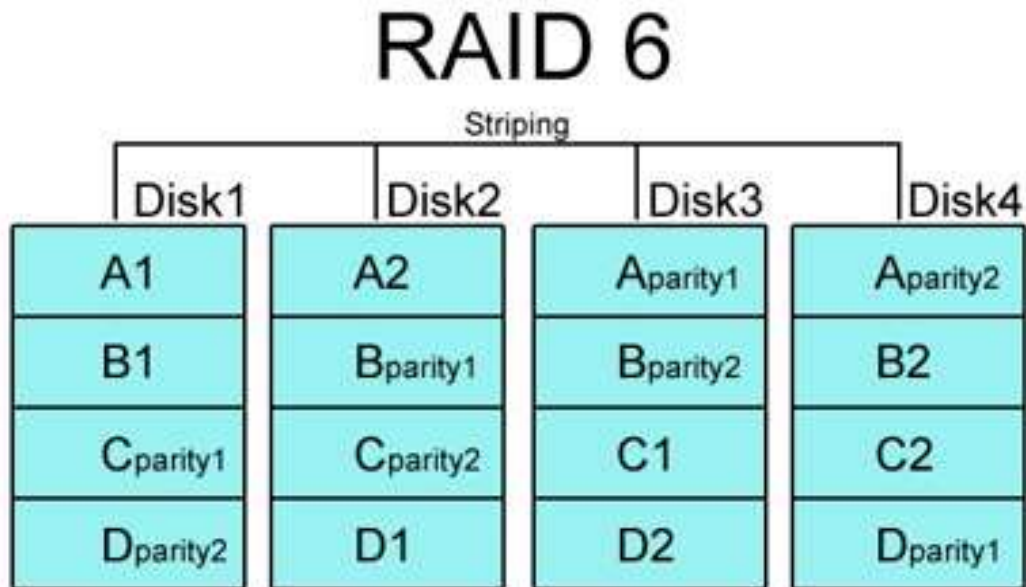 RAID 6
Striping
Disk1 Disk2 Disk3 Disk4
A1 A2 Aparity1 Aparity2
B1 Bparity1 Bparity2 B2
Cparity1 Cparity2 C1 C2
Dparity2 D1 D2 Dparity1